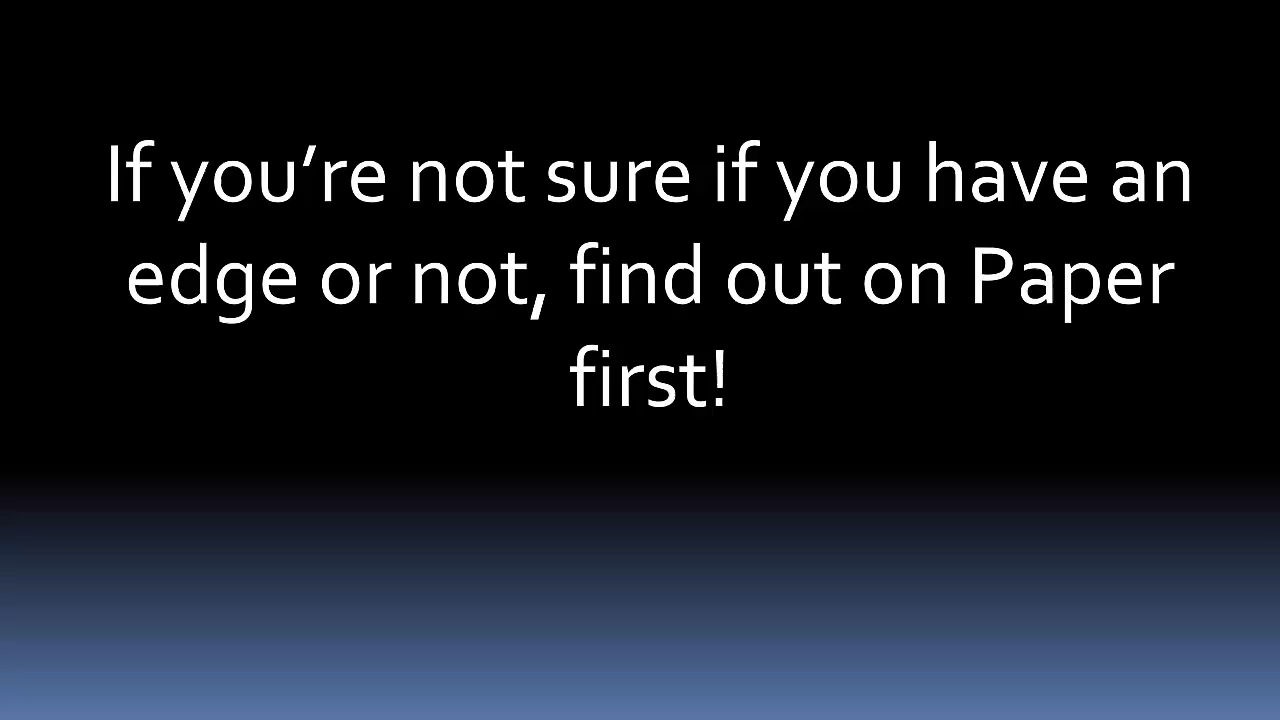 If you’re not sure if you have an
edge or not, find out on Paper
first!